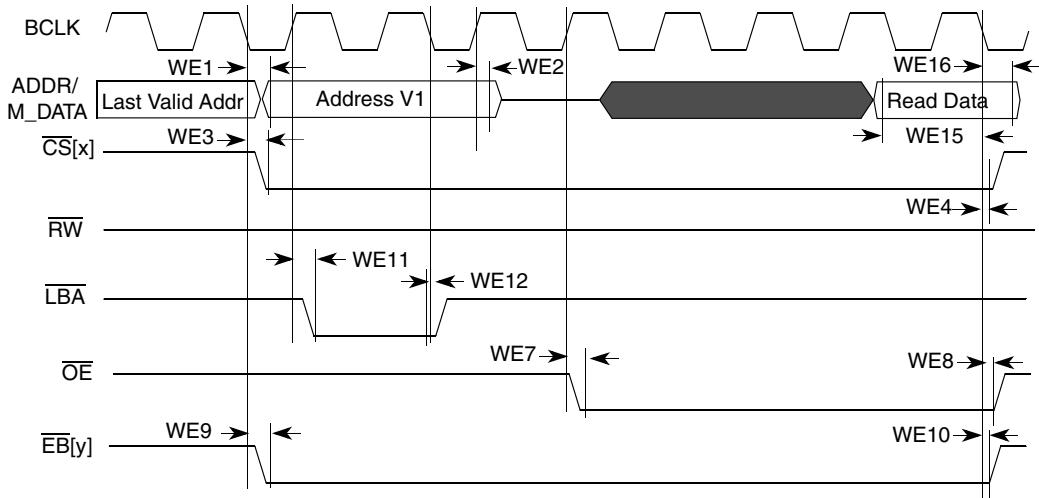 BCLK
WE1
WE2
WE16
ADDR/
M_DATA
Last Valid Addr
Address V1
Read Data
WE3
WE15
CS[x]
WE4
RW
WE11
WE12
LBA
WE7
WE8
OE
WE9
WE10
EB[y]